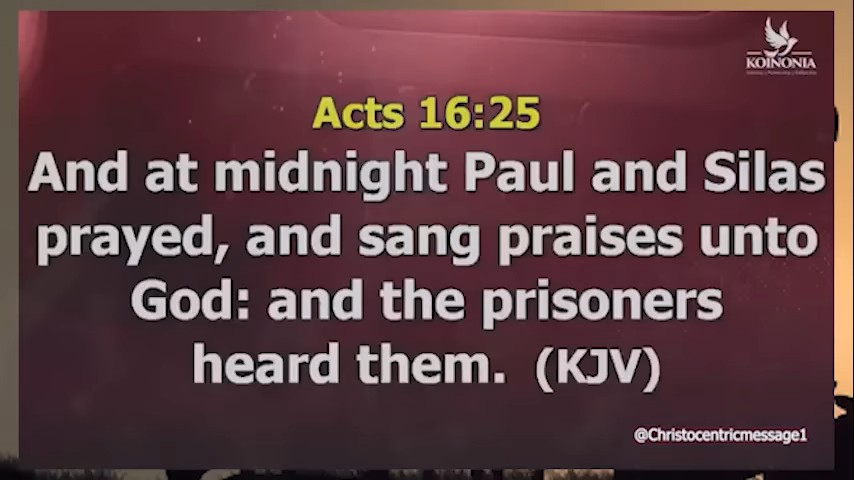 KOINONIA
Acts 16:25
And at midnight Paul and Silas
prayed, and sang praises unto
God: and the prisoners
heard them. (KJV)
@Christocentricmessage1